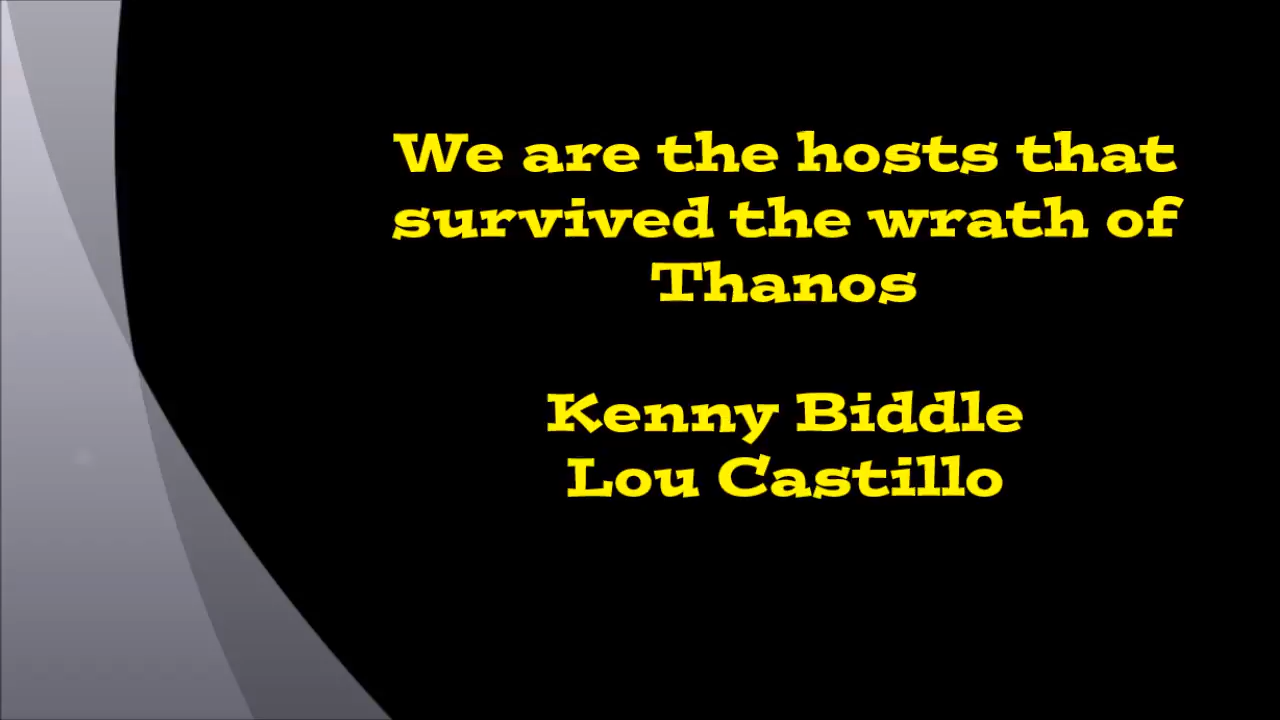 We are the hosts that
survived the wrath of
Thanos
Kenny Biddle
Lou Castillo